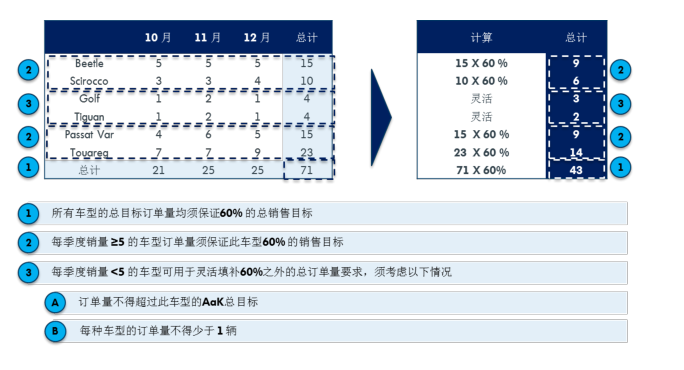 10 月 11 月 12 月 总计
2 Beetle 5 5 5 15
Scirocco 3 3 4 10
3 Golf 1 2 1 4
Tiguan 1 2 1 4
2 Passat Var 4 6 5 15
Touareg 7 7 9 23
1 总计 21 25 25 71
计算 总计
15 X 60 % 9 2
10 X 60 % 6
灵活 3 3
灵活 2
15 X 60 % 9 2
23 X 60 % 14
71 X 60% 43 1
1 所有车型的总目标订单量均须保证60% 的总销售目标
2 每季度销量 ≥5 的车型订单量须保证此车型60% 的销售目标
3 每季度销量 <5 的车型可用于灵活填补60%之外的总订单量要求，须考虑以下情况
A 订单量不得超过此车型的AaK总目标
B 每种车型的订单量不得少于 1 辆